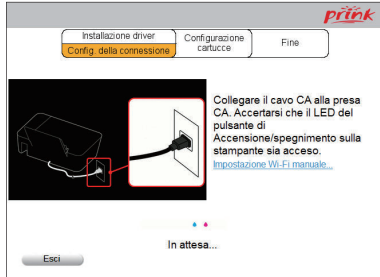 prink
Installazione driver
Config. della connessione
Configurazione
cartucce
Fine
Collegare il cavo CA alla presa
CA. Accertarsi che il LED del
pulsante di
Accensione/spegnimento sulla
stampante sia acceso.
Impostazione Wi-Fi manuale...
In attesa...
Esci